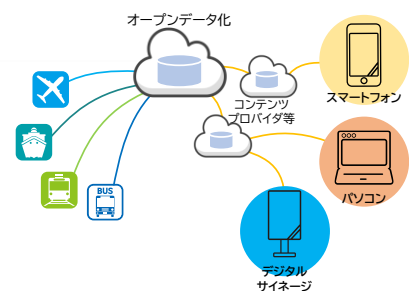 オープンデータ化
コンテンツ
プロバイダ等
スマートフォン
BUS
パソコン
デジタル
サイネージ